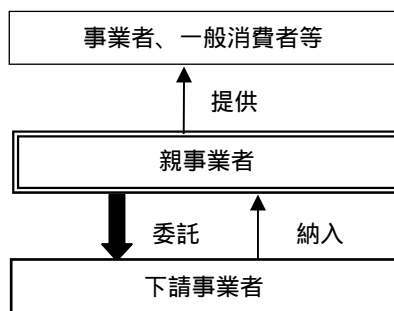 事業者、一般消費者等
提供
親事業者
委託 納入
下請事業者